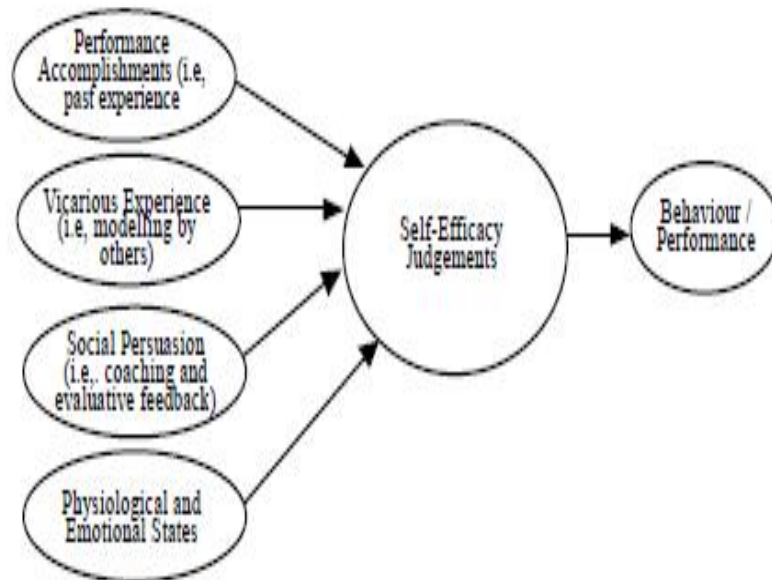 Performance
Accomplishments (i.e,
past experience
Vicarious Experience
(i.e, modelling by
others)
Social Persuasion
(i.e,. coaching and
evaluative feedback)
Physiological and
Emotional States
Self-Efficacy
Judgements
Behaviour /
Performance